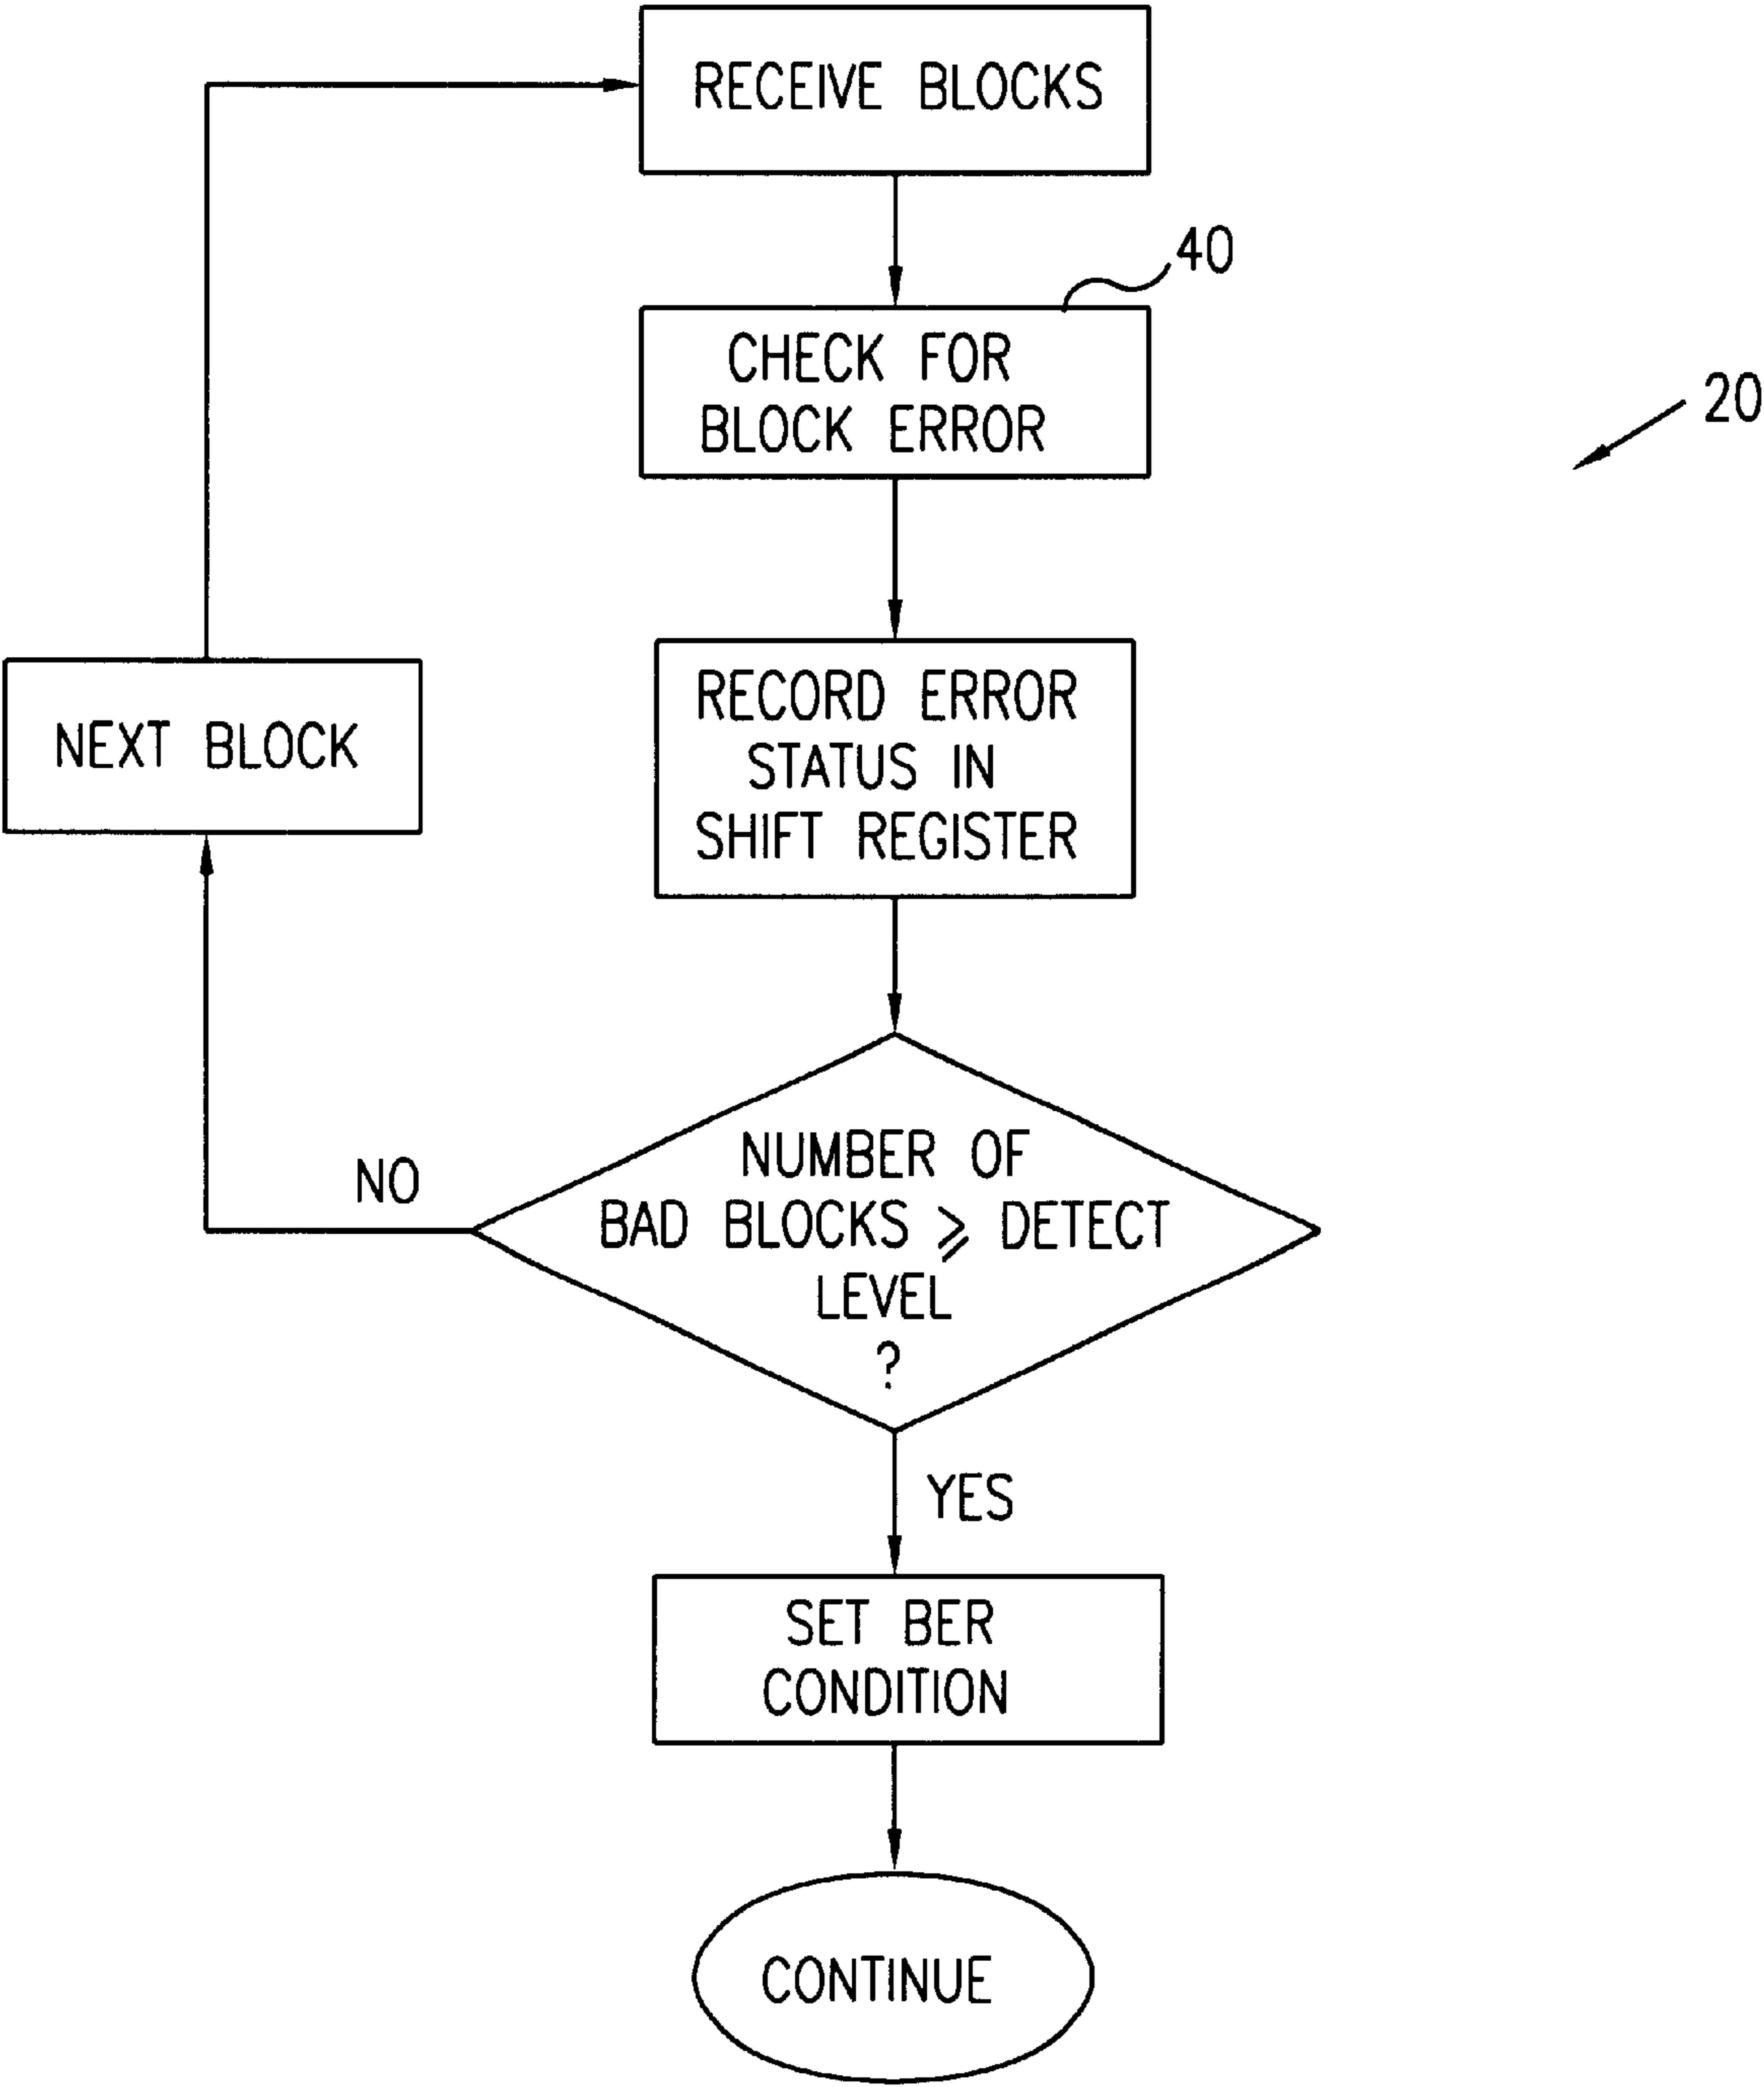 RECEIVE BLOCKS
40
CHECK FOR
BLOCK ERROR
20
RECORD ERROR
STATUS IN
SHIFT REGISTER
NEXT BLOCK
NUMBER OF
BAD BLOCKS ⩾ DETECT
LEVEL
?
NO
YES
SET BER
CONDITION
CONTINUE